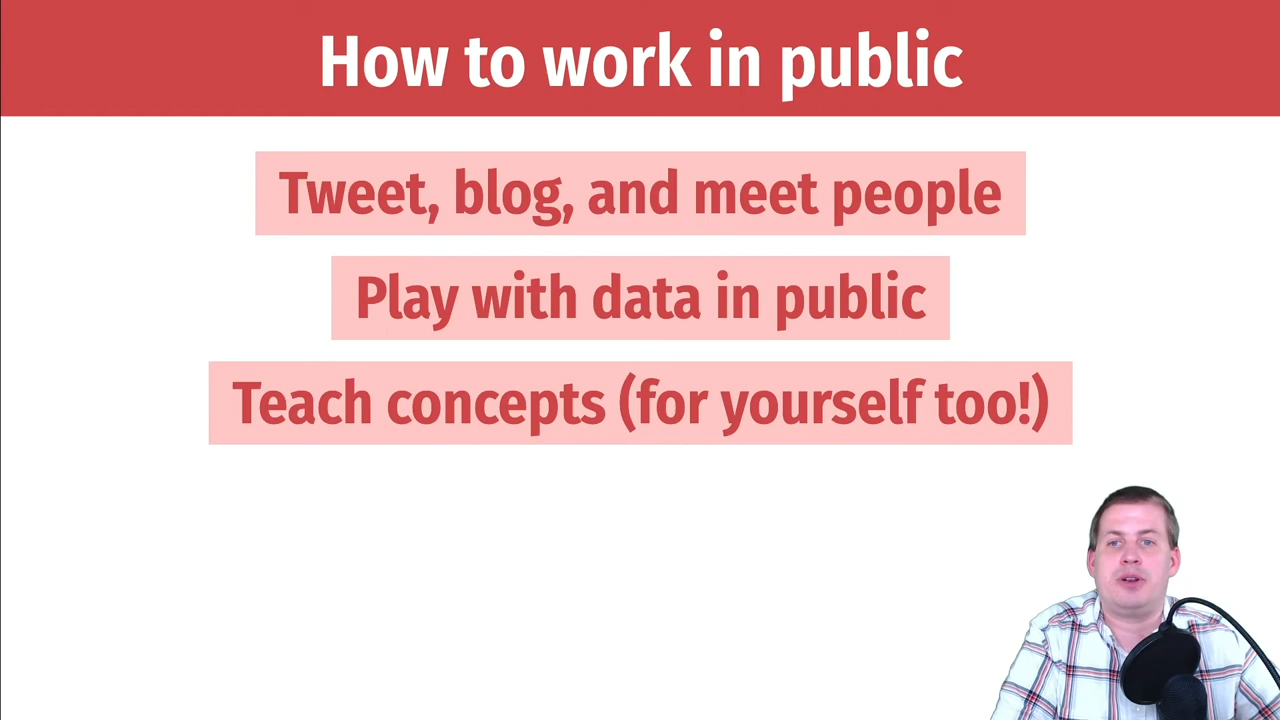 How to work in public
Tweet, blog, and meet people
Play with data in public
Teach concepts (for yourself too!)